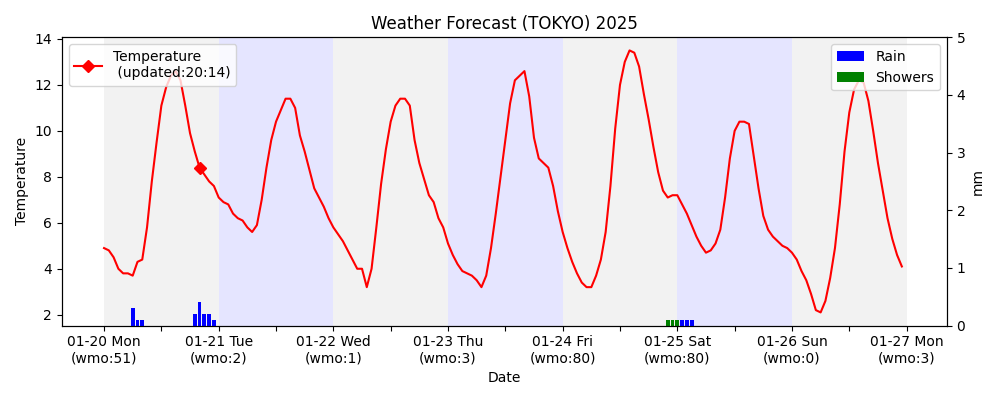 Weather Forecast (TOKYO) 2025
Temperature
(updated:20:14)
Rain
Showers
14
12
10
8
6
4
2
Temperature
5
4
3
2
1
0
mm
01-20 Mon 01-21 Tue 01-22 Wed 01-23 Thu 01-24 Fri 01-25 Sat 01-26 Sun 01-27 Mon
(wmo:51) (wmo:2) (wmo:1) (wmo:3) (wmo:80) (wmo:80) (wmo:0) (wmo:3)
Date